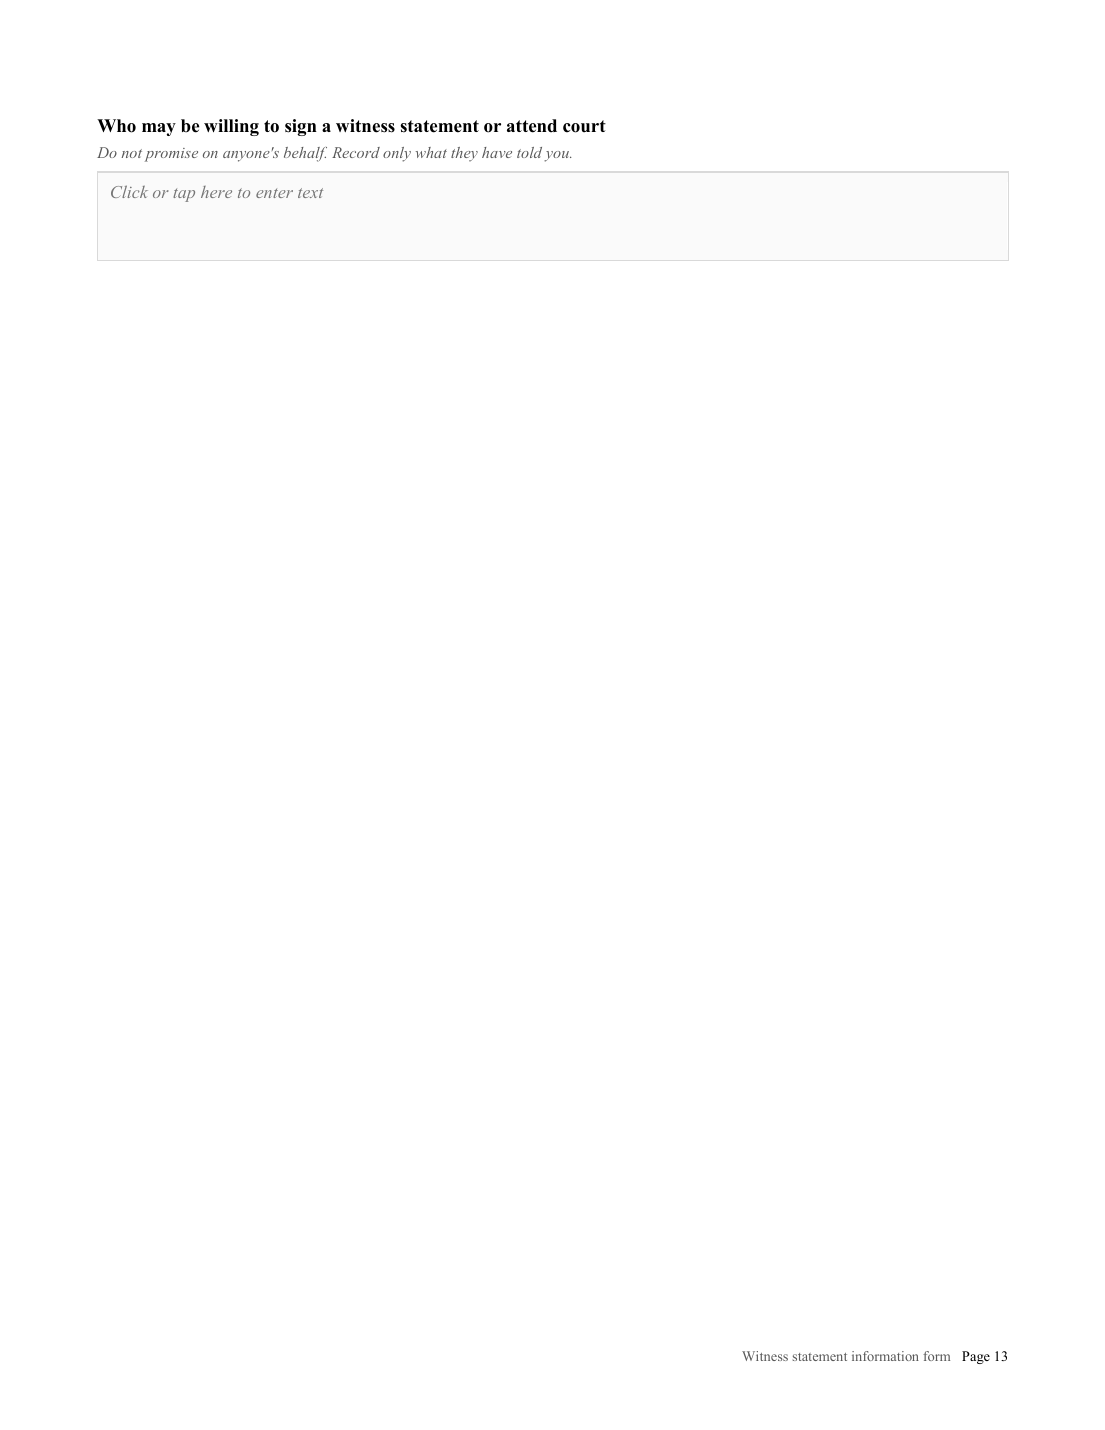 Who may be willing to sign a witness statement or attend court
Do not promise on anyone's behalf. Record only what they have told you.
Click or tap here to enter text
Witness statement information form Page 13